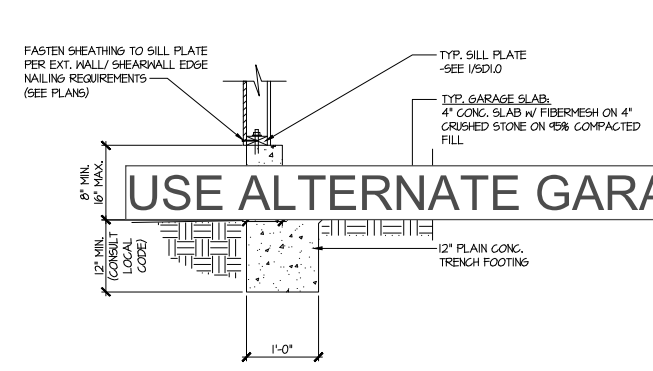 FASTEN SHEATHING TO SILL PLATE
PER EXT. WALL/ SHEARWALL EDGE
NAILING REQUIREMENTS
(SEE PLANS)
TYP. SILL PLATE
-SEE 1/SD1.0
TYP. GARAGE SLAB:
4" CONC. SLAB W/ FIBERMESH ON 4"
CRUSHED STONE ON 95% COMPACTED
FILL
8" MIN.
16" MAX.
USE ALTERNATE GARA
12" MIN.
(CONSULT
LOCAL
CODE)
12" PLAIN CONC.
TRENCH FOOTING
1'-0"